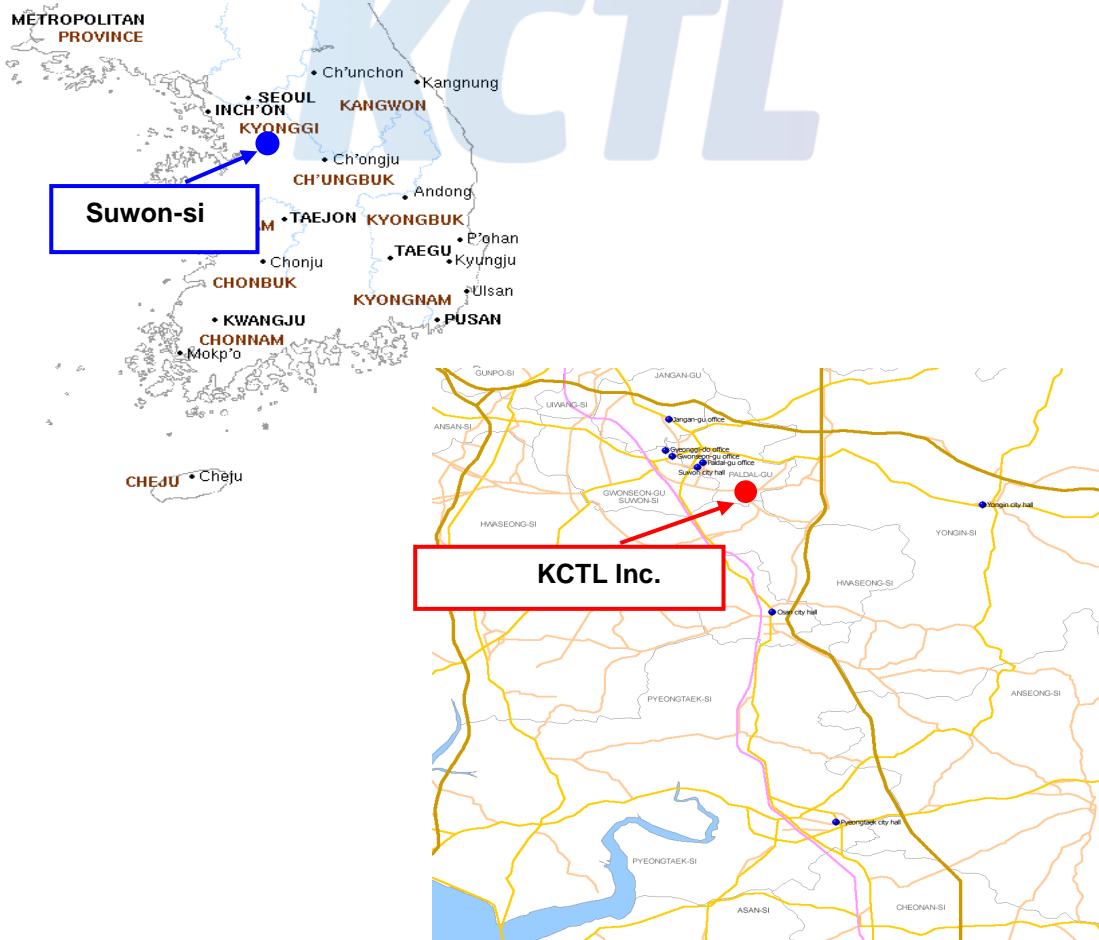 KCTL
METROPOLITAN
PROVINCE
Ch'unchon
Kangnung
SEOUL
INCH'ON
KANGWON
KYONGGI
Ch'ongju
CH'UNGBUK
Andong
Suwon-si
TAEJON
KYONGBUK
P'ohan
TAEGU
Kyungju
Chonju
CHONBUK
Ulsan
KYONGNAM
KWANGJU
PUSAN
CHONNAM
Mokp'o
CHEJU
Cheju
GUNPO-SI
JANGAN-GU
UIWANG-SI
ANSAN-SI
Jangan-gu office
Gyeonggi-do office
Gwonseon-gu office
Paldal-gu office
Suwon city hall
PALDAL-GU
GWONSEON-GU
SUWON-SI
HWASEONG-SI
Yongin city hall
YONGIN-SI
KCTL Inc.
HWASEONG-SI
Osan city hall
PYEONGTAEK-SI
ANSEONG-SI
Pyeongtaek city hall
PYEONGTAEK-SI
ASAN-SI
CHEONAN-SI